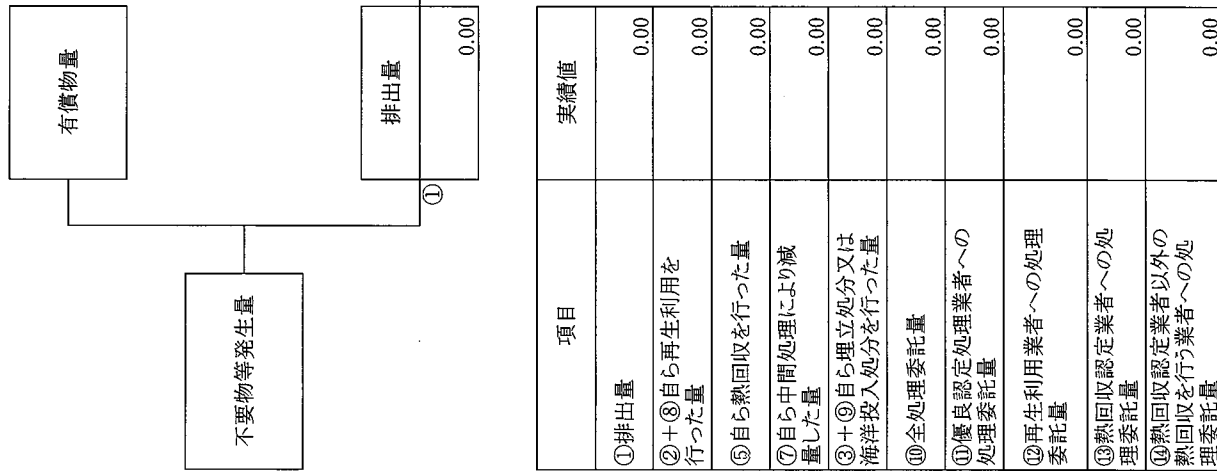 不要物等発生量
有償物量
①
排出量
0.00
項目 実績値
①排出量 0.00
②+⑧自ら再生利用を
行った量 0.00
⑤自ら熱回収を行った量 0.00
⑦自ら中間処理により減
量した量 0.00
③+⑨自ら埋立処分又は
海洋投入処分を行った量 0.00
⑩全処理委託量 0.00
⑪優良認定処理業者への
処理委託量 0.00
⑫再生利用業者への処理
委託量 0.00
⑬熱回収認定業者への処
理委託量 0.00
⑭熱回収認定業者以外の
熱回収を行う業者への処
理委託量 0.00